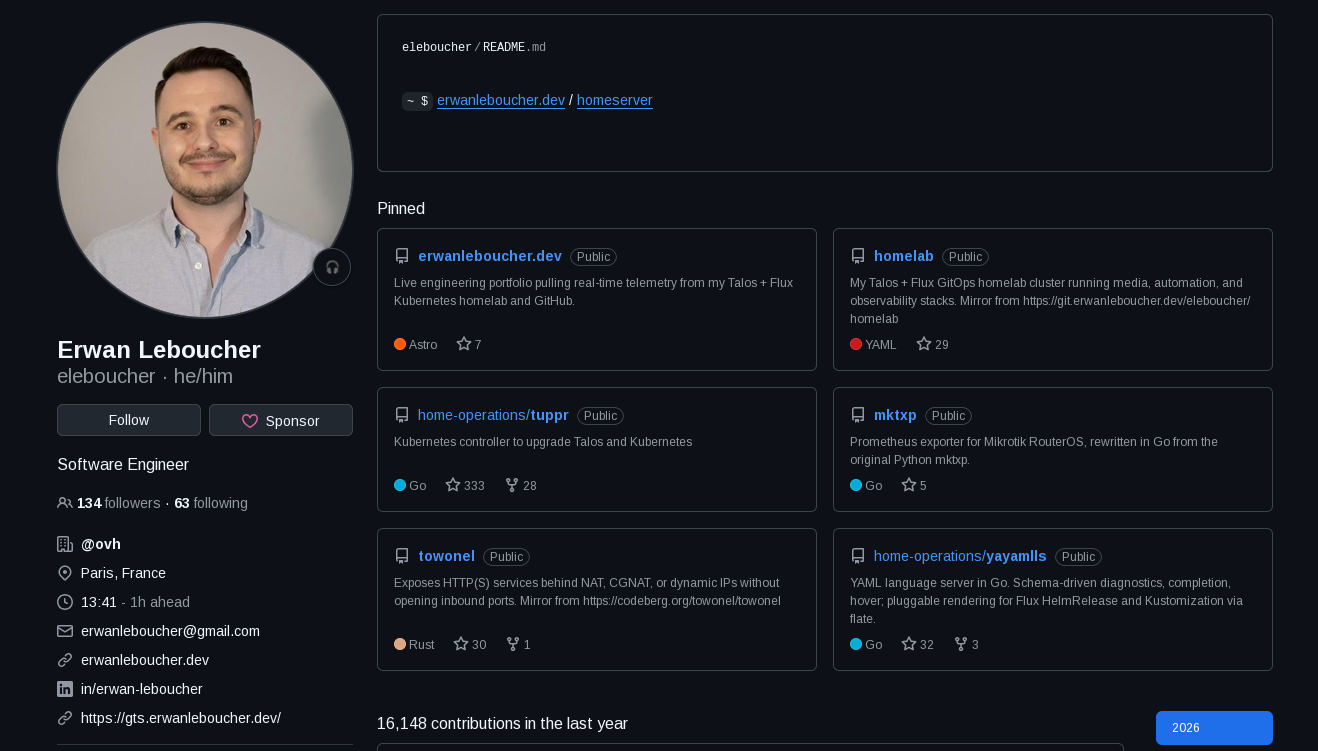 eleboucher/README.md
~ $ erwanleboucher.dev / homeserver
Erwan Leboucher
eleboucher · he/him
Follow
Sponsor
Software Engineer
134 followers · 63 following
@ovh
Paris, France
13:41 - 1h ahead
erwanleboucher@gmail.com
erwanleboucher.dev
in/erwan-leboucher
https://gts.erwanleboucher.dev/
Pinned
erwanleboucher.dev Public
Live engineering portfolio pulling real-time telemetry from my Talos + Flux
Kubernetes homelab and GitHub.
Astro 7
homelab Public
My Talos + Flux GitOps homelab cluster running media, automation, and
observability stacks. Mirror from https://git.erwanleboucher.dev/eleboucher/
homelab
YAML 29
home-operations/tuppr Public
Kubernetes controller to upgrade Talos and Kubernetes
Go 333 28
mktxp Public
Prometheus exporter for Mikrotik RouterOS, rewritten in Go from the
original Python mktxp.
Go 5
towonel Public
Exposes HTTP(S) services behind NAT, CGNAT, or dynamic IPs without
opening inbound ports. Mirror from https://codeberg.org/towonel/towonel
Rust 30 1
home-operations/yayamlls Public
YAML language server in Go. Schema-driven diagnostics, completion,
hover; pluggable rendering for Flux HelmRelease and Kustomization via
flate.
Go 32 3
16,148 contributions in the last year
2026